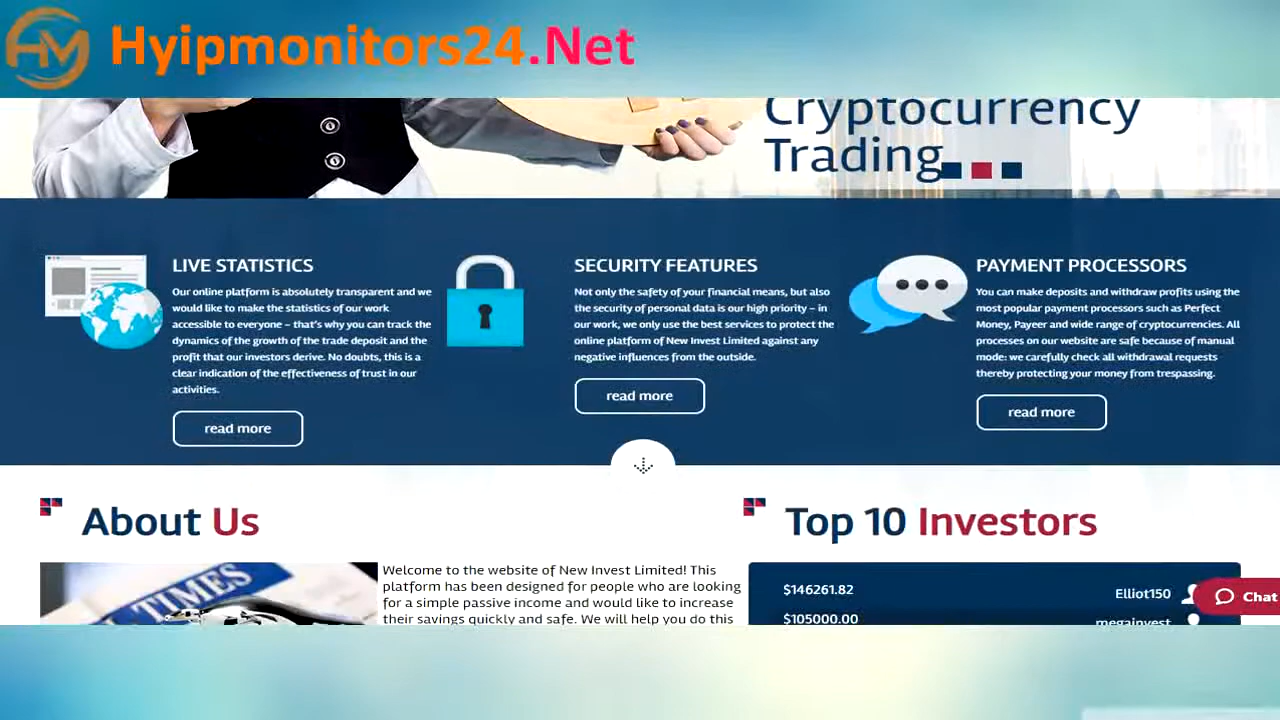 Hyipmonitors24.Net
Cryptocurrency
Trading
LIVE STATISTICS
Our online platform is absolutely transparent and we
would like to make the statistics of our work
accessible to everyone – that's why you can track the
dynamics of the growth of the trade deposit and the
profit that our investors derive. No doubts, this is a
clear indication of the effectiveness of trust in our
activities.
read more
SECURITY FEATURES
Not only the safety of your financial means, but also
the security of personal data is our high priority – in
our work, we only use the best services to protect the
online platform of New Invest Limited against any
negative influences from the outside.
read more
PAYMENT PROCESSORS
You can make deposits and withdraw profits using the
most popular payment processors such as Perfect
Money, Payeer and wide range of cryptocurrencies. All
processes on our website are safe because of manual
mode: we carefully check all withdrawal requests
thereby protecting your money from trespassing.
read more
About Us
TIMES
Welcome to the website of New Invest Limited! This
platform has been designed for people who are looking
for a simple passive income and would like to increase
their savings quickly and safe. We will help you do this
Top 10 Investors
$146261.82 Elliot150
$105000.00 megainvest
Chat